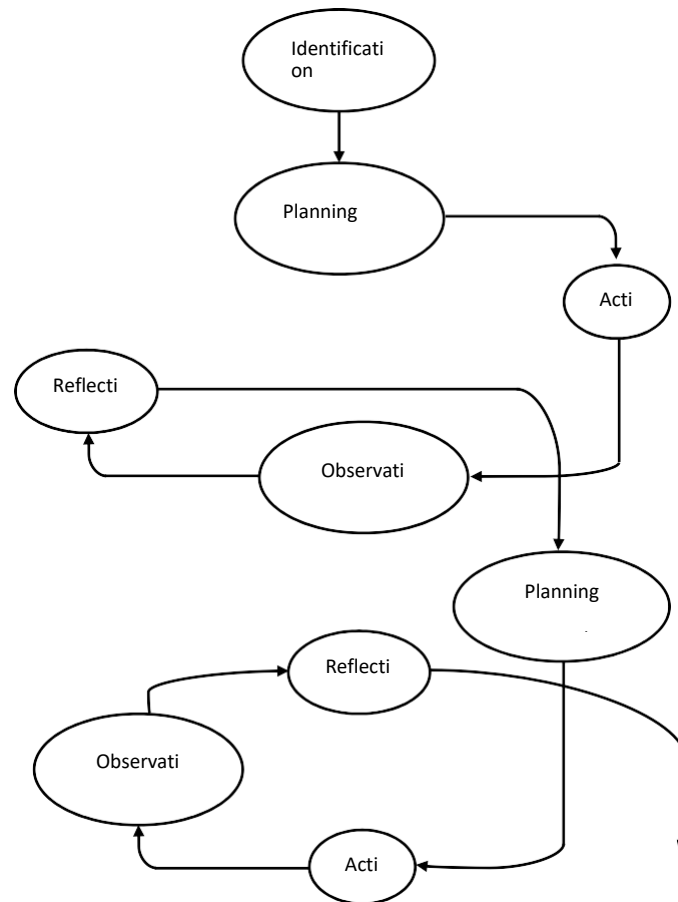 Identificati
on
Planning
Acti
Reflecti
Observati
Planning
Reflecti
Observati
Acti